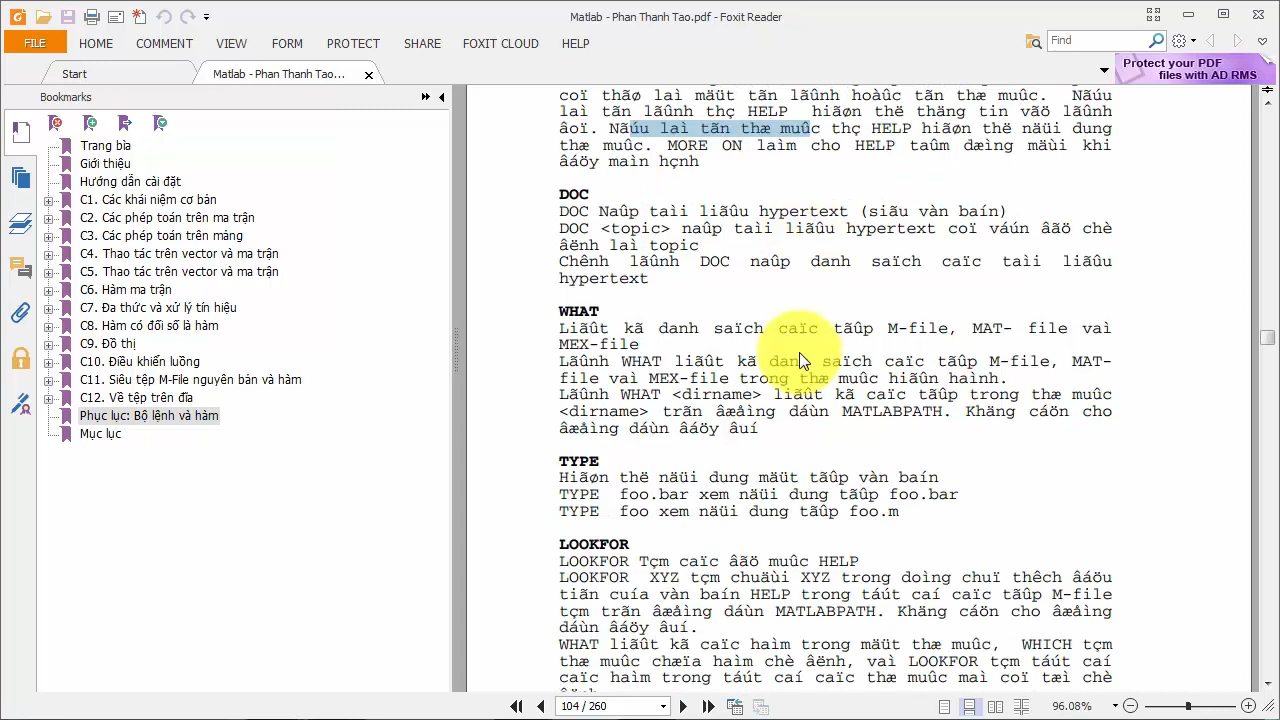 Matlab - Phan Thanh Tao.pdf - Foxit Reader
FILE HOME COMMENT VIEW FORM PROTECT SHARE FOXIT CLOUD HELP
Find
Start
Matlab - Phan Thanh Tao...
Protect your PDF
files with AD RMS
Bookmarks
Trang bìa
Giới thiệu
Hướng dẫn cài đặt
C1. Các khái niệm cơ bản
C2. Các phép toán trên ma trận
C3. Các phép toán trên mảng
C4. Thao tác trên vector và ma trận
C5. Thao tác trên vector và ma trận
C6. Hàm ma trận
C7. Đa thức và xử lý tín hiệu
C8. Hàm có đối số là hàm
C9. Đồ thị
C10. Điều khiển luồng
C11. Siêu tệp M-File nguyên bản và hàm
C12. Về tệp trên đĩa
Phục lục: Bộ lệnh và hàm
Mục lục
coï thãø laì mäüt tãn lãûnh hoàûc tãn thæ muûc. Nãúu
laì tãn lãûnh thç HELP hiãøn thë thäng tin vãö lãûnh
âoï. Nãúu laì tãn thæ muûc thç HELP hiãøn thë näüi dung
thæ muûc. MORE ON laìm cho HELP taûm dæìng mäùi khi
âáöy maìn hçnh
DOC
DOC Naûp taìi liãûu hypertext (siãu vàn baín)
DOC <topic> naûp taìi liãûu hypertext coï váún âãö chè
âënh laì topic
Chênh lãûnh DOC naûp danh saïch caïc taìi liãûu
hypertext
WHAT
Liãût kã danh saïch caïc tãûp M-file, MAT- file vaì
MEX-file
Lãûnh WHAT liãût kã danh saïch caïc tãûp M-file, MAT-
file vaì MEX-file trong thæ muûc hiãûn haình.
Lãûnh WHAT <dirname> liãût kã caïc tãûp trong thæ muûc
<dirname> trãn âæåìng dáùn MATLABPATH. Khäng cáön cho
âæåìng dáùn âáöy âuí
TYPE
Hiãøn thë näüi dung mäüt tãûp vàn baín
TYPE foo.bar xem näüi dung tãûp foo.bar
TYPE foo xem näüi dung tãûp foo.m
LOOKFOR
LOOKFOR Tçm caïc âãö muûc HELP
LOOKFOR XYZ tçm chuäùi XYZ trong doìng chuï thêch âáöu
tiãn cuía vàn baín HELP trong táút caí caïc tãûp M-file
tçm trãn âæåìng dáùn MATLABPATH. Khäng cáön cho âæåìng
dáùn âáöy âuí.
WHAT liãût kã caïc haìm trong mäüt thæ muûc, WHICH tçm
thæ muûc chæïa haìm chè âënh, vaì LOOKFOR tçm táút caí
caïc haìm trong táút caí caïc thæ muûc maì coï tæì chè
104 / 260
96.08%